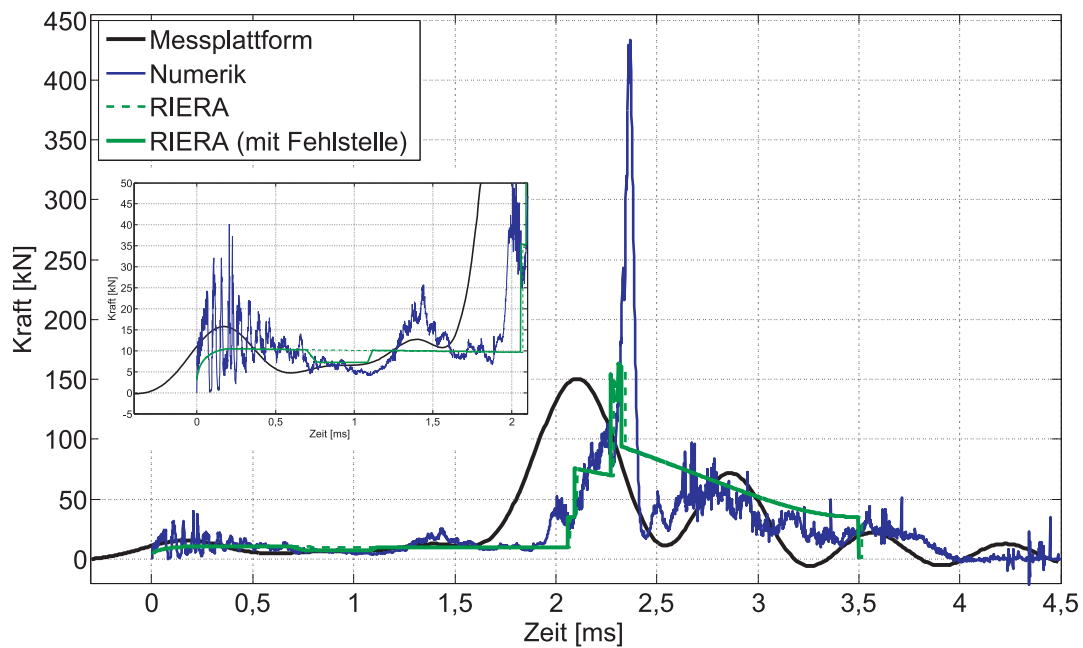 450
400
350
300
250
200
150
100
50
0
Kraft [kN]
Messplattform
Numerik
RIERA
RIERA (mit Fehlstelle)
50
45
40
35
30
25
20
15
10
5
0
-5
Kraft [kN]
0 0,5 1 1,5 2
Zeit [ms]
0 0,5 1 1,5 2 2,5 3 3,5 4 4,5
Zeit [ms]